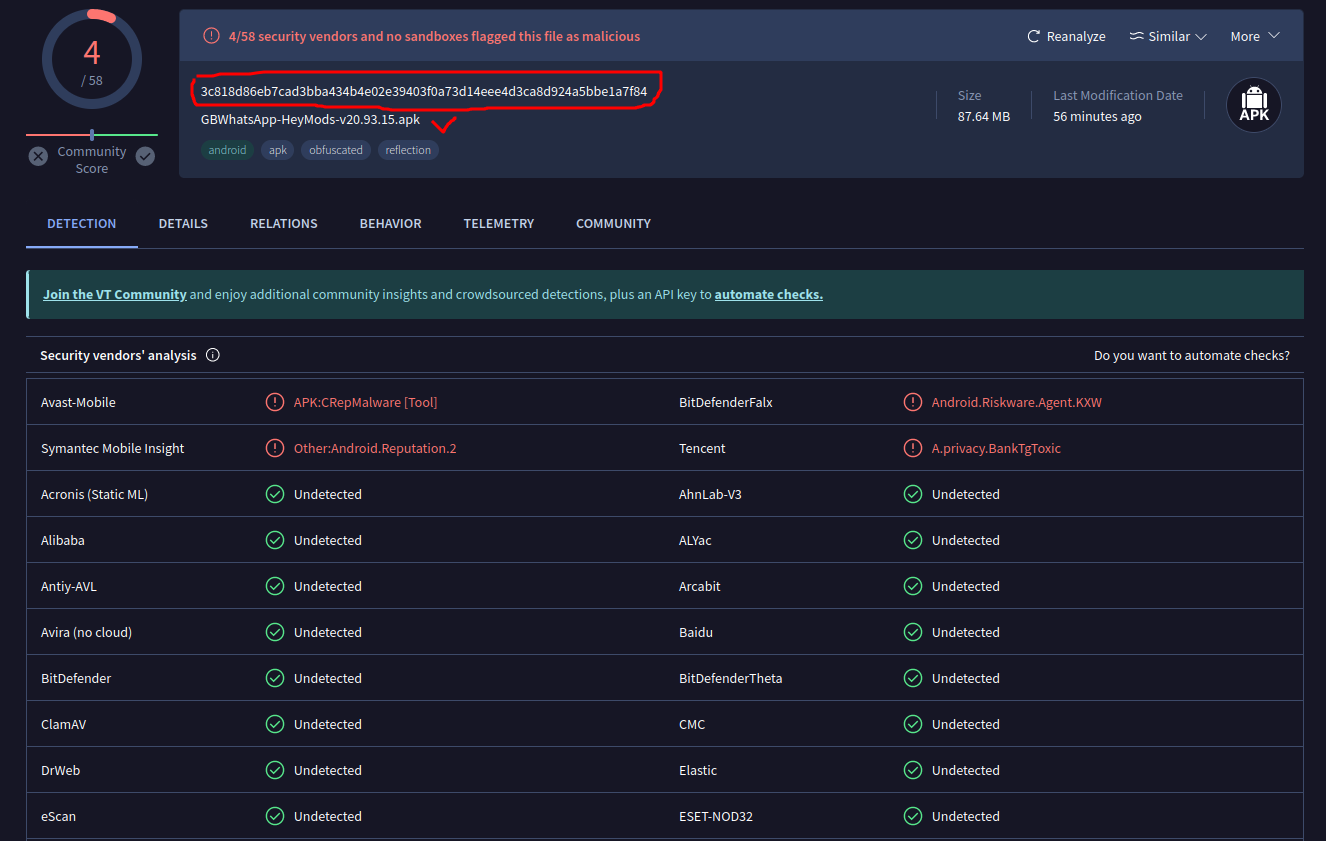 4
/ 58
Community
Score
4/58 security vendors and no sandboxes flagged this file as malicious
Reanalyze
Similar
More
3c818d86eb7cad3bba434b4e02e39403f0a73d14eee4d3ca8d924a5bbe1a7f84
GBWhatsApp-HeyMods-v20.93.15.apk
android apk obfuscated reflection
Size
87.64 MB
Last Modification Date
56 minutes ago
APK
DETECTION DETAILS RELATIONS BEHAVIOR TELEMETRY COMMUNITY
Join the VT Community and enjoy additional community insights and crowdsourced detections, plus an API key to automate checks.
Security vendors' analysis Do you want to automate checks?
Avast-Mobile APK:CRepMalware [Tool] BitDefenderFalx Android.Riskware.Agent.KXW
Symantec Mobile Insight Other:Android.Reputation.2 Tencent A.privacy.BankTgToxic
Acronis (Static ML) Undetected AhnLab-V3 Undetected
Alibaba Undetected ALYac Undetected
Antiy-AVL Undetected Arcabit Undetected
Avira (no cloud) Undetected Baidu Undetected
BitDefender Undetected BitDefenderTheta Undetected
ClamAV Undetected CMC Undetected
DrWeb Undetected Elastic Undetected
eScan Undetected ESET-NOD32 Undetected